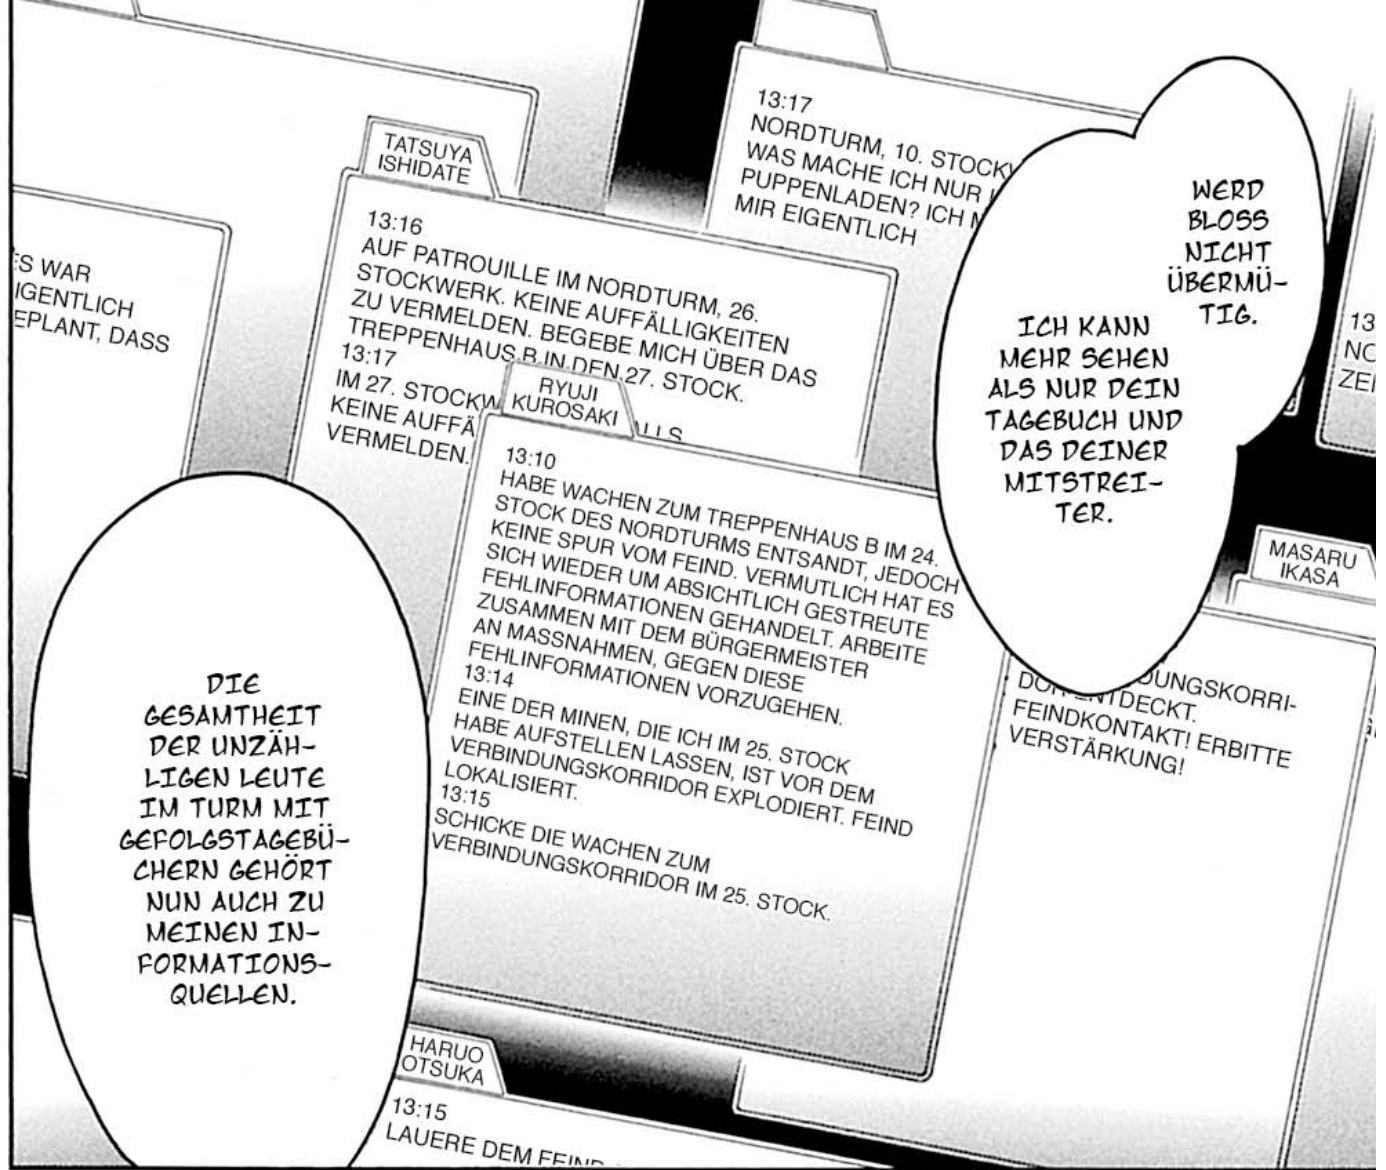 WERD
BLOSS
NICHT
ÜBERMÜ-
TIG.
ICH KANN
MEHR SEHEN
ALS NUR DEIN
TAGEBUCH UND
DAS DEINER
MITSTREI-
TER.
13:17
NORDTURM, 10.
WAS MACHE ICH NUR
PUPPENLADEN? ICH
MIR EIGENTLICH
TATSUYA
ISHIDATE
13:16
AUF PATROUILLE IM NORDTURM, 26.
STOCKWERK. KEINE AUFFÄLLIGKEITEN
ZU VERMELDEN. BEGEBE MICH ÜBER DAS
TREPPENHAUS B IN DEN 27. STOCK.
13:17
IM 27.
KEINE
VERMELDEN.
WAR
DASS
RYUJI
KUROSAKI
13:10
HABE WACHEN ZUM TREPPENHAUS B IM 24.
STOCK DES NORDTURMS ENTSANDT, JEDOCH
KEINE SPUR VOM FEIND. VERMUTLICH HAT ES
SICH WIEDER UM ABSICHTLICH GESTREUTE
FEHLINFORMATIONEN GEHANDELT. ARBEITE
ZUSAMMEN MIT DEM BÜRGERMEISTER
AN MASSNAHMEN, GEGEN DIESE
FEHLINFORMATIONEN VORZUGEHEN.
13:14
EINE DER MINEN, DIE ICH IM 25. STOCK
HABE AUFSTELLEN LASSEN, IST VOR DEM
VERBINDUNGSKORRIDOR EXPLODIERT. FEIND
LOKALISIERT.
13:15
SCHICKE DIE WACHEN ZUM
VERBINDUNGSKORRIDOR IM 25. STOCK.
MASARU
IKASA
DUNGSKORRI-
DOR ENTDECKT.
FEINDKONTAKT! ERBITTE
VERSTÄRKUNG!
DIE
GESAMTHEIT
DER UNZÄH-
LIGEN LEUTE
IM TURM MIT
GEFOLGSTAGEBÜ-
CHERN GEHÖRT
NUN AUCH ZU
MEINEN IN-
FORMATIONS-
QUELLEN.
HARUO
OTSUKA
13:15
LAUERE DEM FEIND